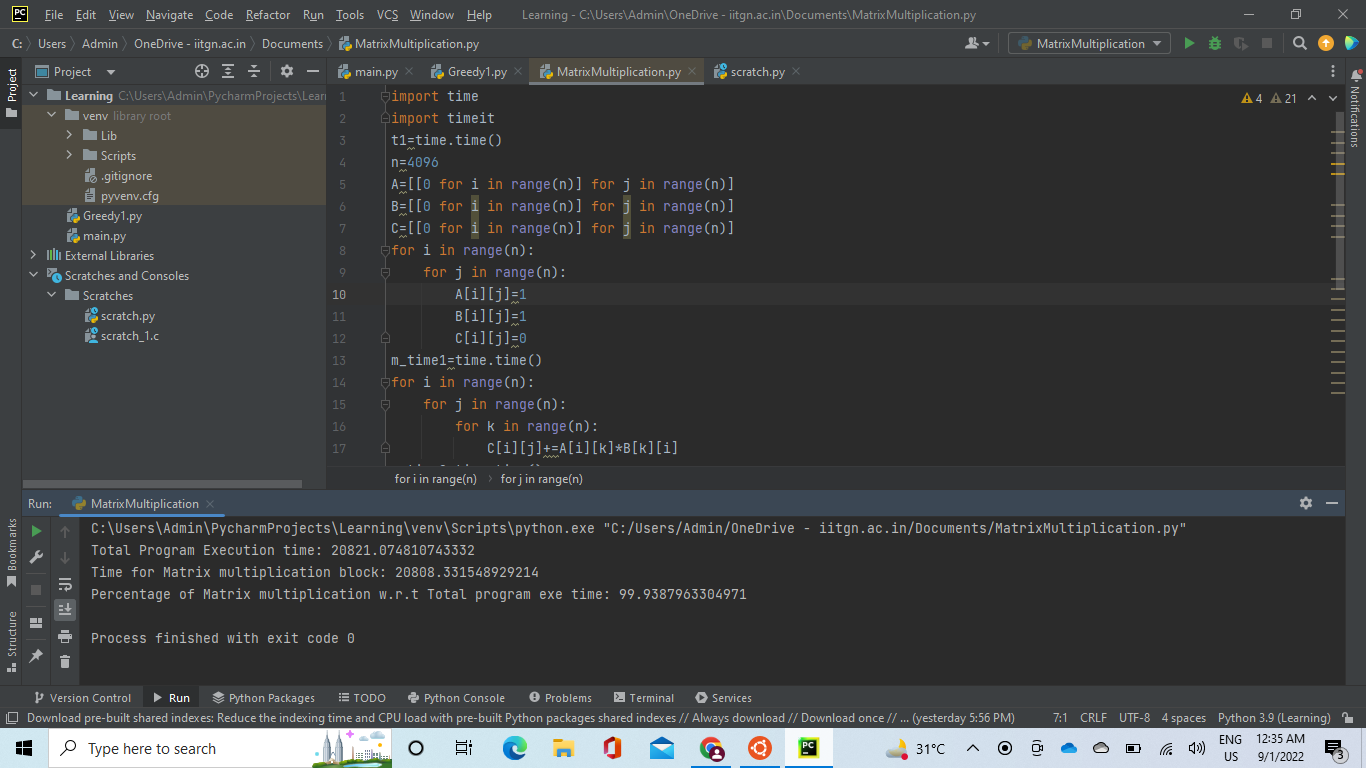 PC File Edit View Navigate Code Refactor Run Tools VCS Window Help Learning - C:\Users\Admin\OneDrive - iitgn.ac.in\Documents\MatrixMultiplication.py
C: Users Admin OneDrive - iitgn.ac.in Documents MatrixMultiplication.py MatrixMultiplication
Project main.py Greedy1.py MatrixMultiplication.py scratch.py
Project
Notifications
Learning C:\Users\Admin\PycharmProjects\Lear
venv library root
Lib
Scripts
.gitignore
pyvenv.cfg
Greedy1.py
main.py
External Libraries
Scratches and Consoles
Scratches
scratch.py
scratch_1.c
4 21
1 import time
2 import timeit
3 t1=time.time()
4 n=4096
5 A=[[0 for i in range(n)] for j in range(n)]
6 B=[[0 for i in range(n)] for j in range(n)]
7 C=[[0 for i in range(n)] for j in range(n)]
8 for i in range(n):
9 for j in range(n):
10 A[i][j]=1
11 B[i][j]=1
12 C[i][j]=0
13 m_time1=time.time()
14 for i in range(n):
15 for j in range(n):
16 for k in range(n):
17 C[i][j]+=A[i][k]*B[k][i]
for i in range(n) for j in range(n)
Run: MatrixMultiplication
Bookmarks
Structure
C:\Users\Admin\PycharmProjects\Learning\venv\Scripts\python.exe "C:/Users/Admin/OneDrive - iitgn.ac.in/Documents/MatrixMultiplication.py"
Total Program Execution time: 20821.074810743332
Time for Matrix multiplication block: 20808.331548929214
Percentage of Matrix multiplication w.r.t Total program exe time: 99.9387963304971
Process finished with exit code 0
Version Control Run Python Packages TODO Python Console Problems Terminal Services
Download pre-built shared indexes: Reduce the indexing time and CPU load with pre-built Python packages shared indexes // Always download // Download once // ... (yesterday 5:56 PM) 7:1 CRLF UTF-8 4 spaces Python 3.9 (Learning)
Type here to search PC 31°C ENG US 12:35 AM 9/1/2022 3